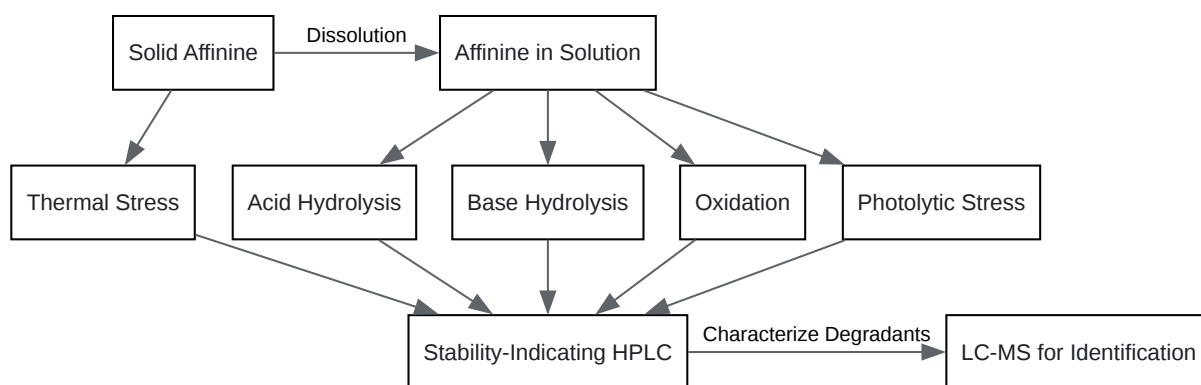 Solid Affinine
Dissolution
Affinine in Solution
Thermal Stress
Acid Hydrolysis
Base Hydrolysis
Oxidation
Photolytic Stress
Stability-Indicating HPLC
Characterize Degradants
LC-MS for Identification